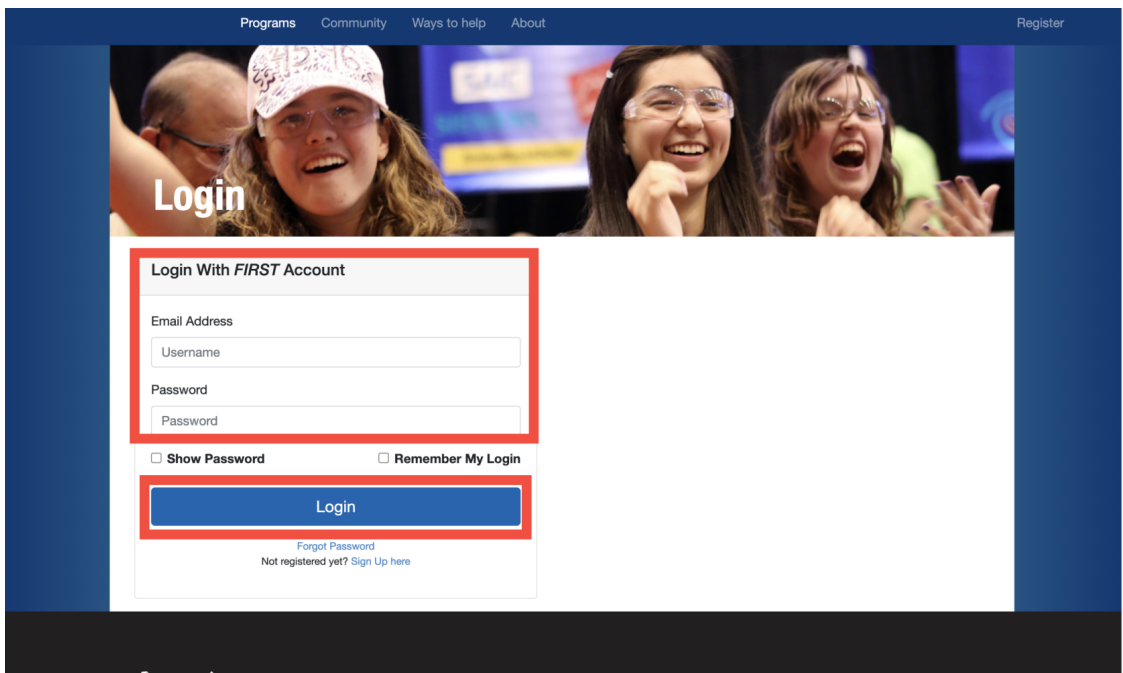 Programs Community Ways to help About Register
Login
Login With FIRST Account
Email Address
Username
Password
Password
Show Password Remember My Login
Login
Forgot Password
Not registered yet? Sign Up here